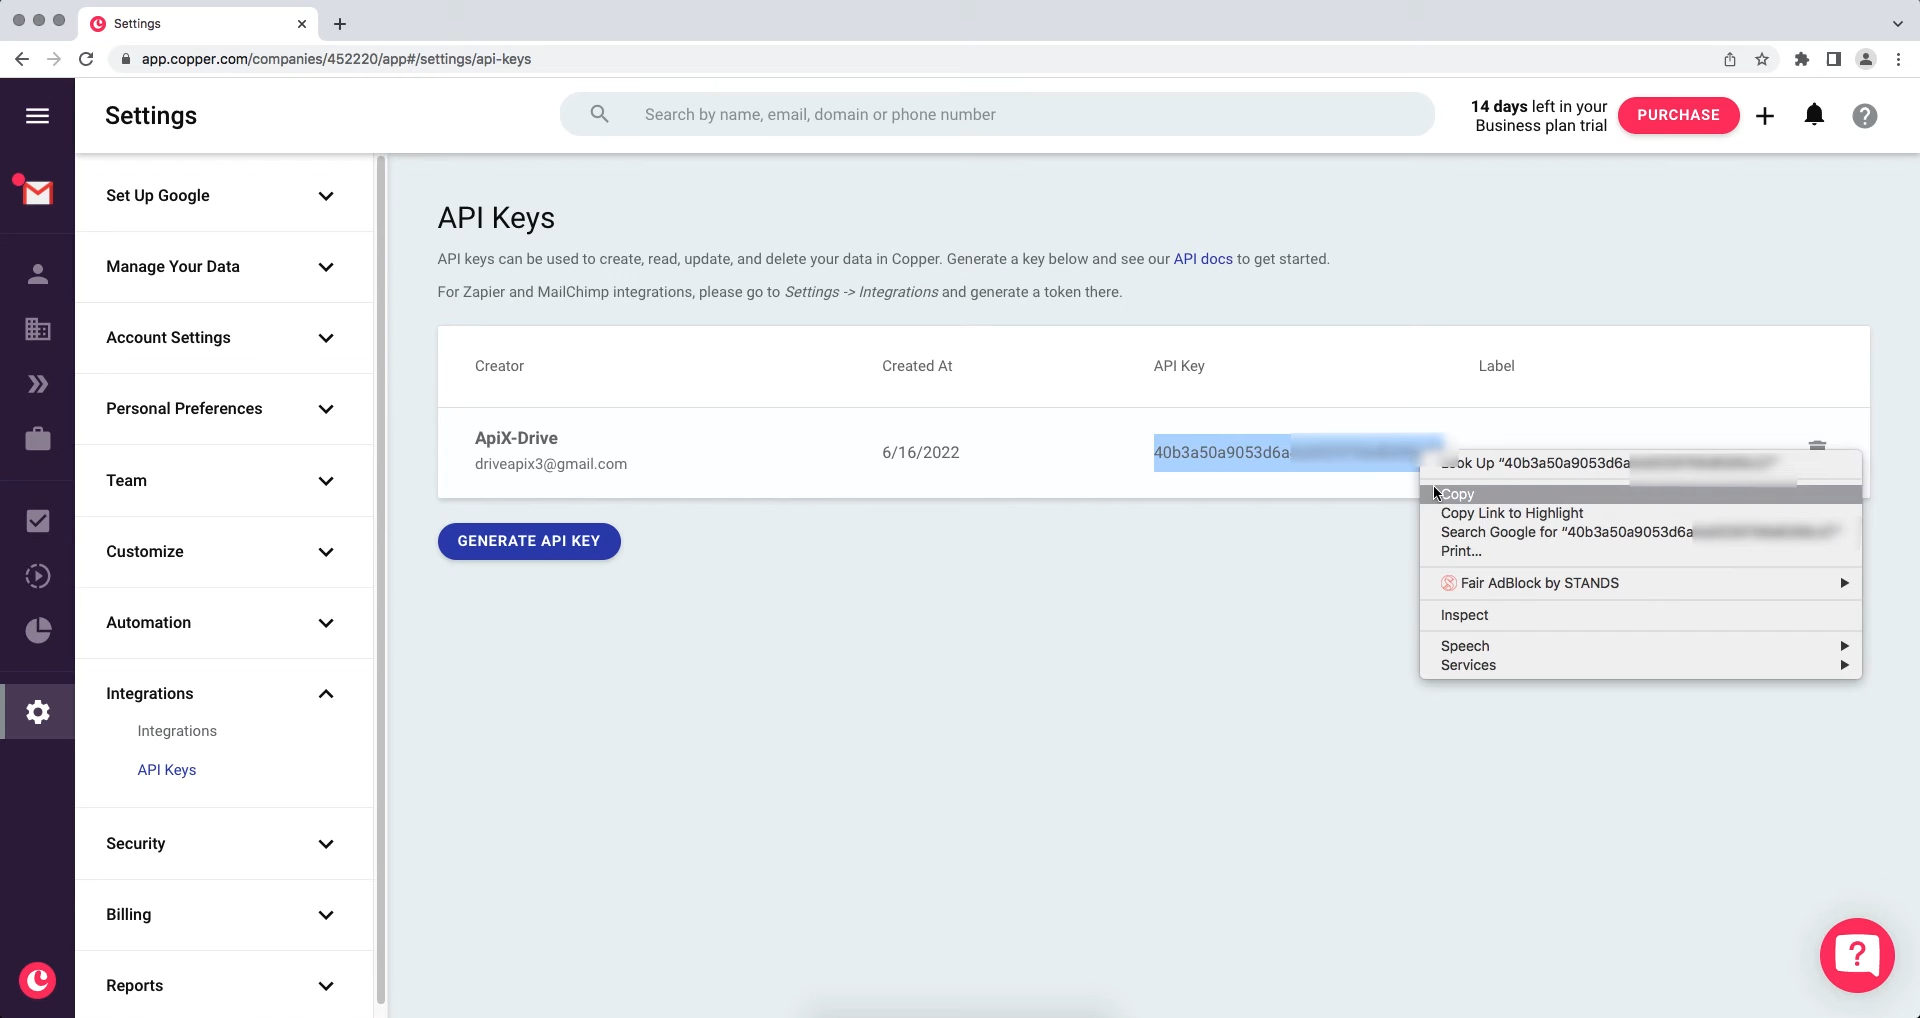 Settings
app.copper.com/companies/452220/app#/settings/api-keys
Settings
Search by name, email, domain or phone number
14 days left in your
Business plan trial
PURCHASE
Set Up Google
Manage Your Data
Account Settings
Personal Preferences
Team
Customize
Automation
Integrations
Integrations
API Keys
Security
Billing
Reports
API Keys
API keys can be used to create, read, update, and delete your data in Copper. Generate a key below and see our API docs to get started.
For Zapier and MailChimp integrations, please go to Settings -> Integrations and generate a token there.
Creator Created At API Key Label
ApiX-Drive
driveapix3@gmail.com
6/16/2022
40b3a50a9053d6a
GENERATE API KEY
Up “40b3a50a9053d6a
Copy
Copy Link to Highlight
Search Google for “40b3a50a9053d6a
Print...
Fair AdBlock by STANDS
Inspect
Speech
Services